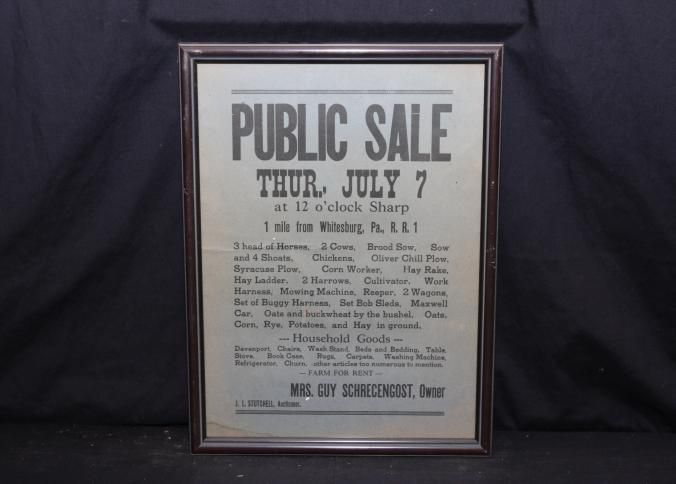 PUBLIC SALE
THUR., JULY 7
at 12 o'clock Sharp
1 mile from Whitesburg, Pa., R. R. 1
3 head of Horses, 2 Cows, Brood Sow, Sow
and 4 Shoats, Chickens, Oliver Chill Plow,
Syracuse Plow, Corn Worker, Hay Rake,
Hay Ladder, 2 Harrows, Cultivator, Work
Harness, Mowing Machine, Reeper, 2 Wagons,
Set of Buggy Harness, Set Bob Sleds, Maxwell
Car, Oats and buckwheat by the bushel, Oats,
Corn, Rye, Potatoes, and Hay in ground,
--- Household Goods ---
Davenport, Chairs, Wash Stand, Beds and Bedding, Table,
Stove, Book Case, Rugs, Carpets, Washing Machine,
Refrigerator, Churn, other articles too numerous to mention.
— FARM FOR RENT —
MRS. GUY SCHRECENGOST, Owner
J. L. STUTCHELL, Auctioneer.